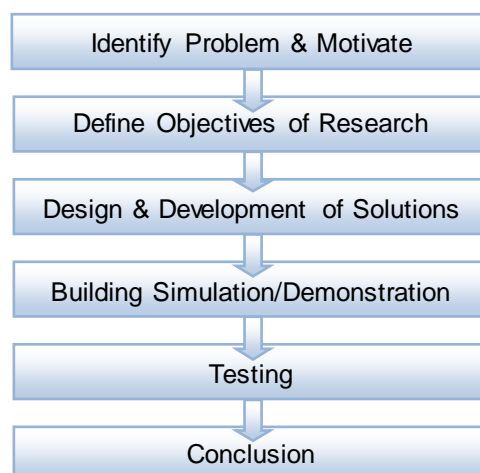 Identify Problem & Motivate
Define Objectives of Research
Design & Development of Solutions
Building Simulation/Demonstration
Testing
Conclusion